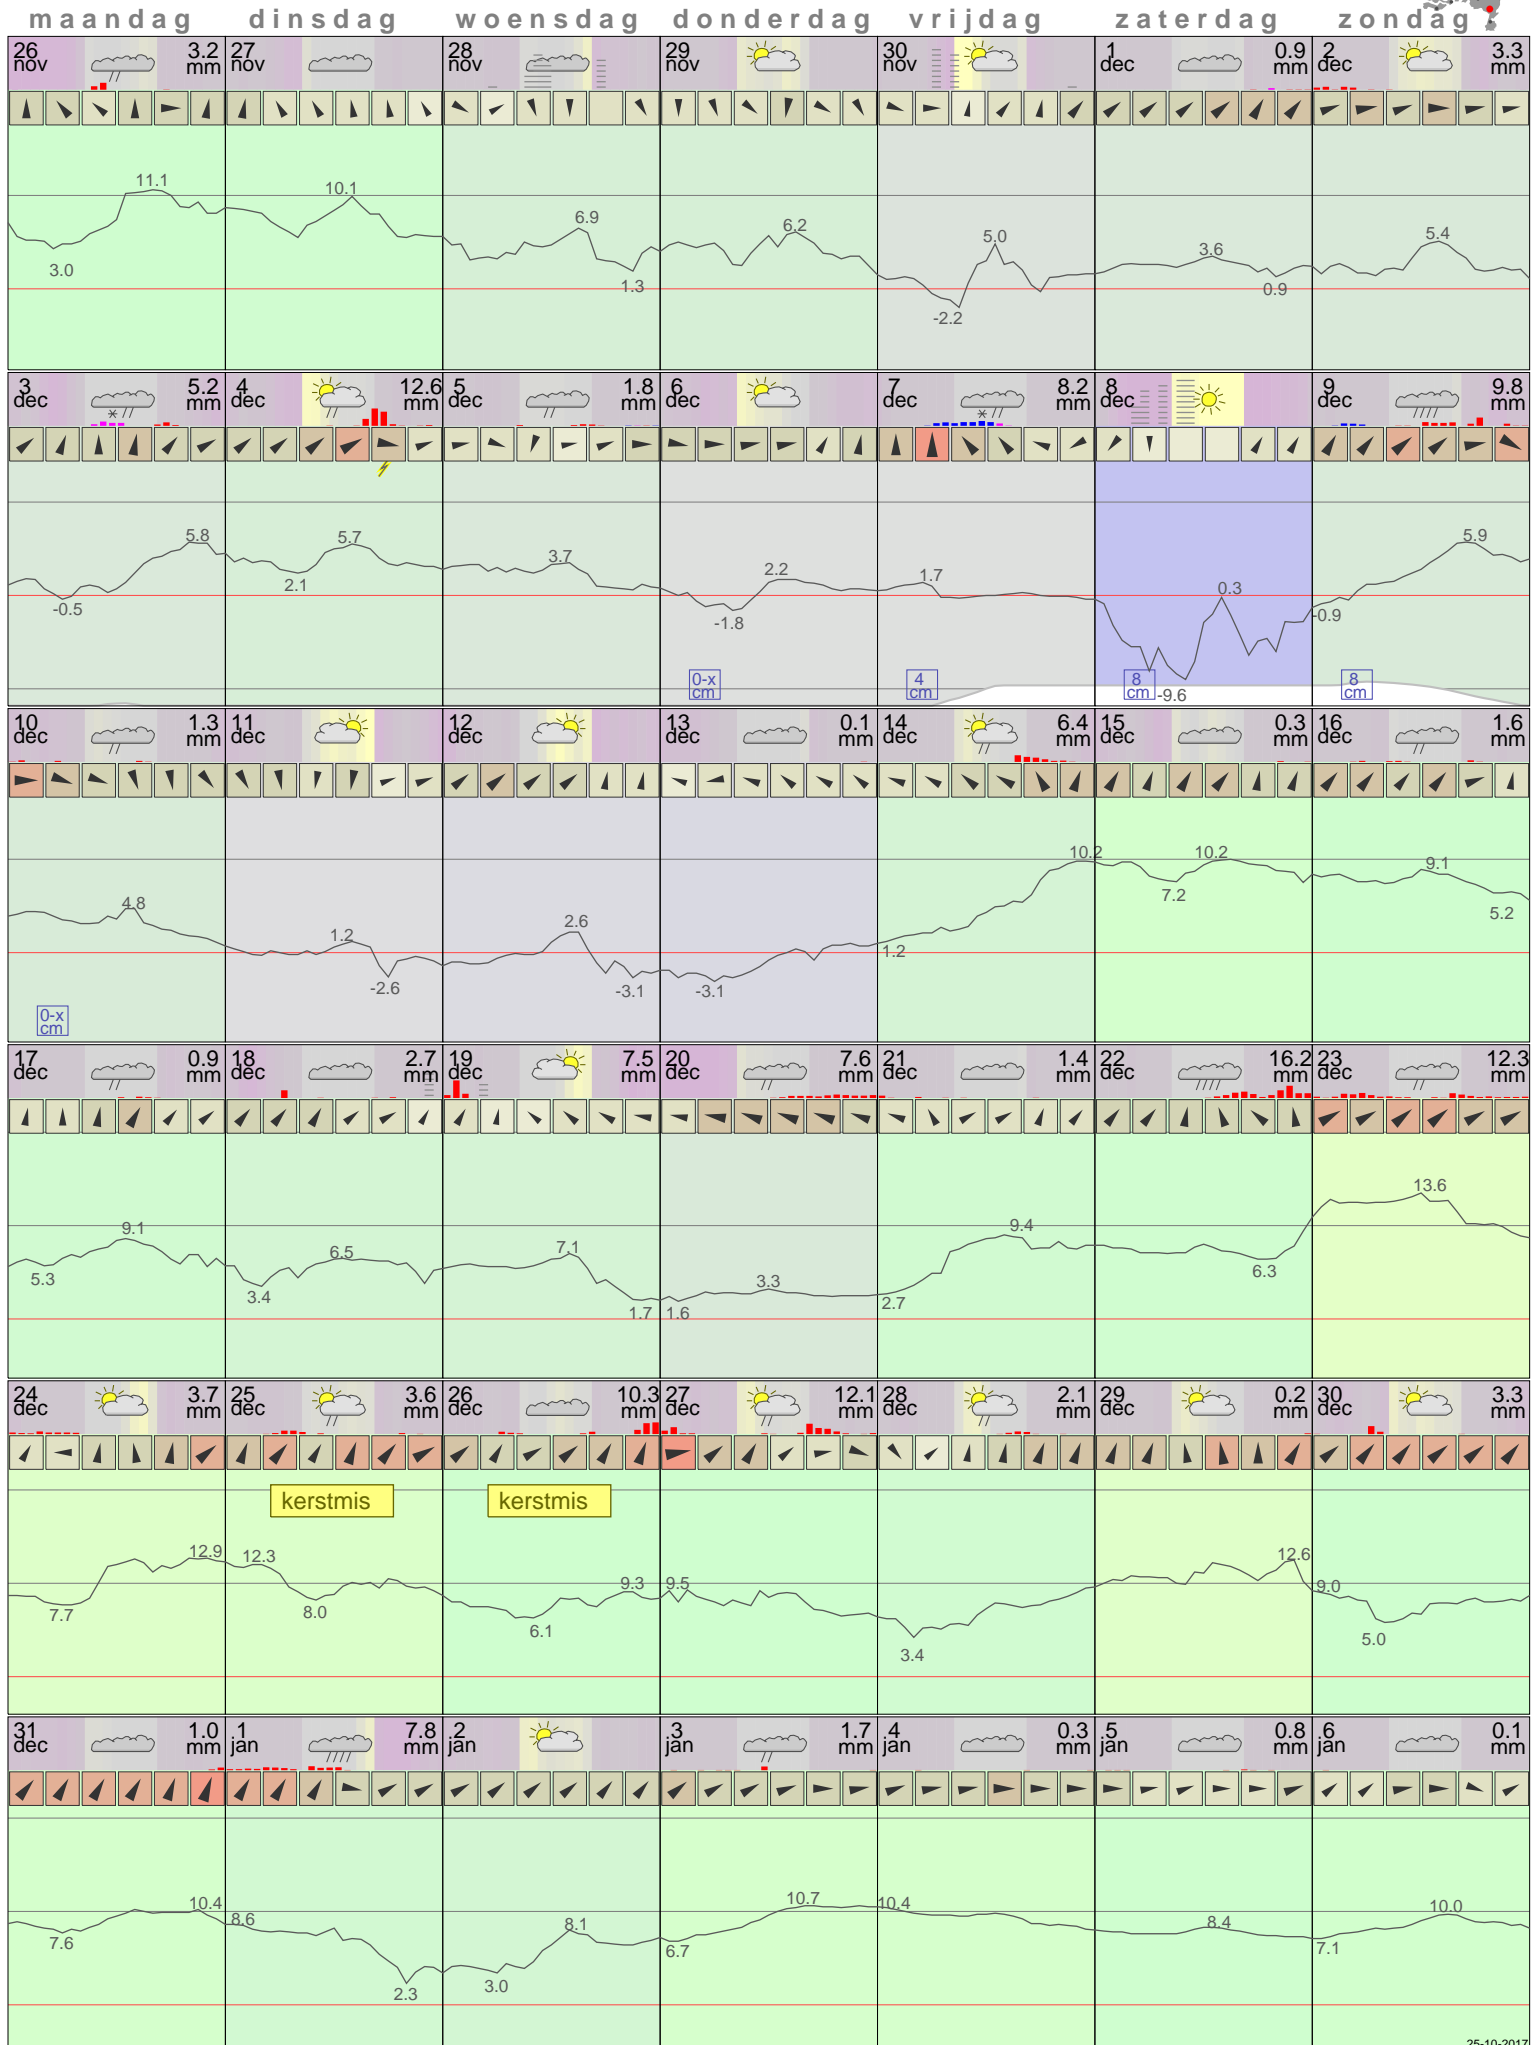 maandag dinsdag woensdag donderdag vrijdag zaterdag zondag
26 3.2 27 28 29 30 1 0.9 2 3.3
nov mm nov nov nov nov dec mm dec mm
11.1 10.1 6.9 6.2 5.0 3.6 5.4
3.0 1.3 -2.2 0.9
3 5.2 4 12.6 5 1.8 6 7 8.2 8 9 9.8
dec mm dec mm dec mm dec dec mm dec dec mm
5.8 5.7 3.7 2.2 1.7 0.3 5.9
-0.5 2.1 -1.8 -0.9
0-x 4 8 8
cm cm cm -9.6 cm
10 1.3 11 12 13 0.1 14 6.4 15 0.3 16 1.6
dec mm dec dec dec mm dec mm dec mm dec mm
4.8 1.2 2.6 10.2 10.2 9.1
-2.6 -3.1 -3.1 1.2 7.2 5.2
0-x
cm
17 0.9 18 2.7 19 7.5 20 7.6 21 1.4 22 16.2 23 12.3
dec mm dec mm dec mm dec mm dec mm dec mm dec mm
9.1 6.5 7.1 3.3 9.4 13.6
5.3 3.4 1.7 1.6 2.7 6.3
24 3.7 25 3.6 26 10.3 27 12.1 28 2.1 29 0.2 30 3.3
dec mm dec mm dec mm dec mm dec mm dec mm dec mm
kerstmis kerstmis
12.9 12.3 9.3 9.5 12.6 9.0
7.7 8.0 6.1 3.4 5.0
31 1.0 1 7.8 2 3 1.7 4 0.3 5 0.8 6 0.1
dec mm jan mm jan jan mm jan mm jan mm jan mm
10.4 8.6 8.1 10.7 10.4 8.4 10.0
7.6 2.3 3.0 6.7 7.1
25-10-2017